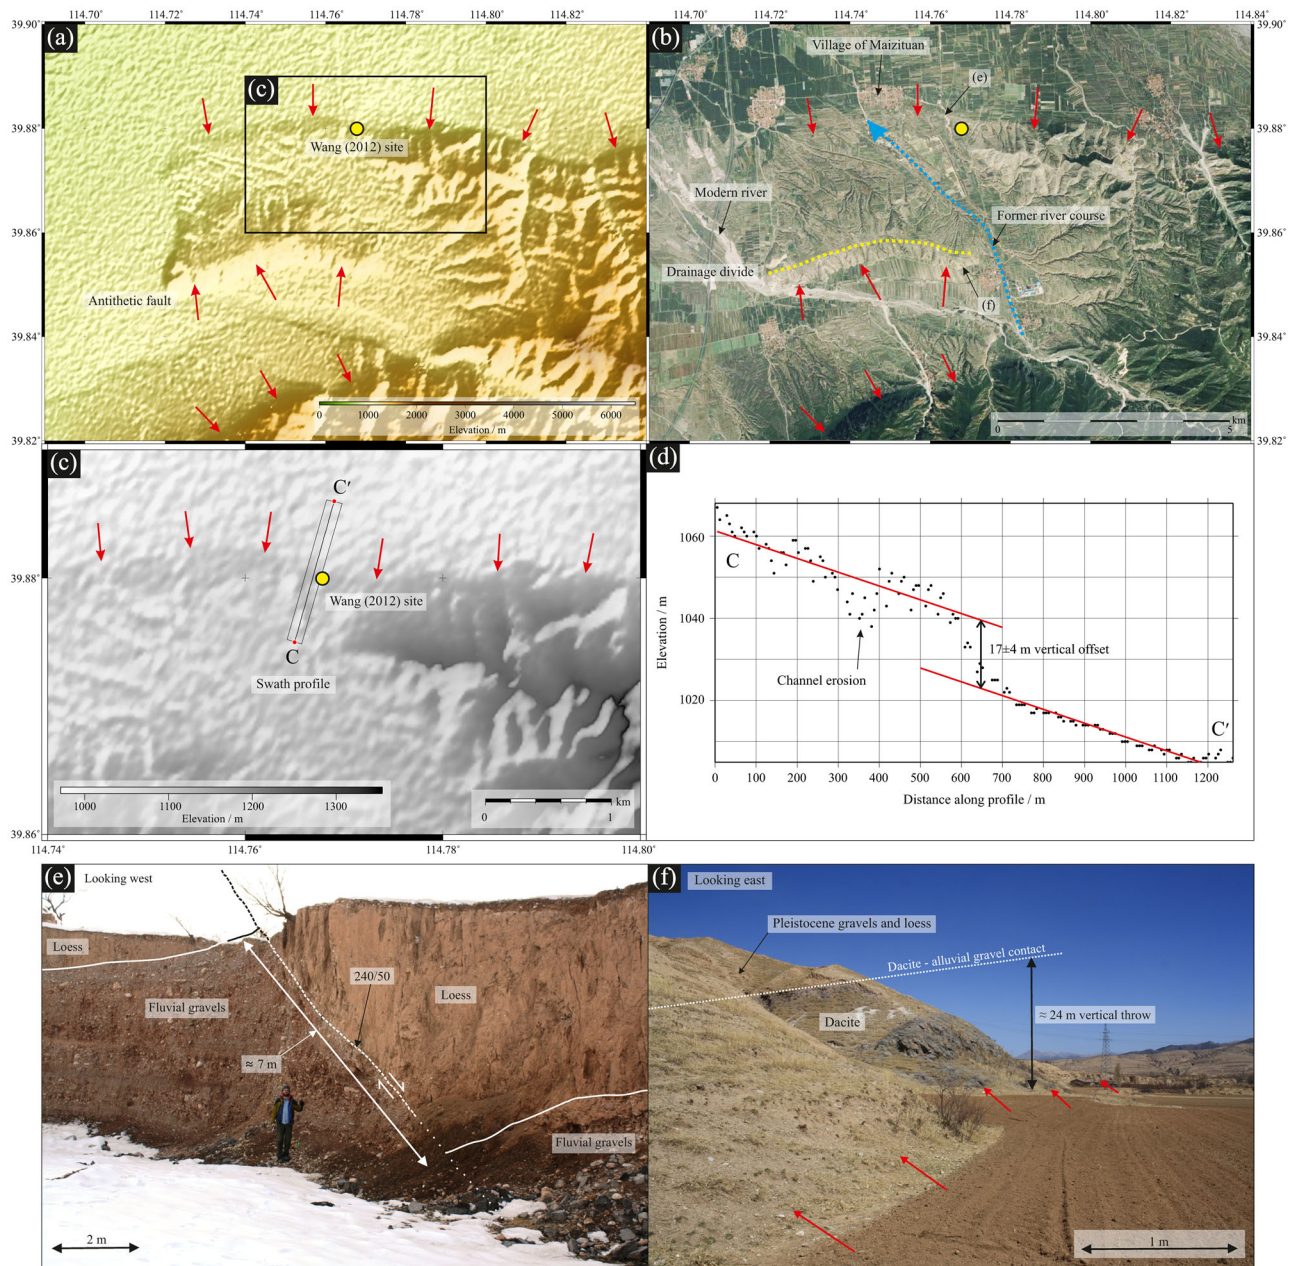 114.70° 114.72° 114.74° 114.76° 114.78° 114.80° 114.82°
114.70° 114.72° 114.74° 114.76° 114.78° 114.80° 114.82° 114.84°
39.90°
39.88°
39.86°
39.84°
39.82°
(a)
(c)
Wang (2012) site
Antithetic fault
0 1000 2000 3000 4000 5000 6000
Elevation / m
(b)
Village of Maizituan
(e)
Modern river
Former river course
Drainage divide
(f)
km
0 5
39.90°
39.88°
39.86°
39.84°
39.82°
(c)
C'
Wang (2012) site
C
Swath profile
39.88°
39.86°
1000 1100 1200 1300
Elevation / m
km
0 1
114.74° 114.76° 114.78° 114.80°
(d)
1060
1040
1020
Elevation / m
C
17±4 m vertical offset
Channel erosion
C'
0 100 200 300 400 500 600 700 800 900 1000 1100 1200
Distance along profile / m
(e)
Looking west
Loess
240/50
Fluvial gravels
Loess
≈ 7 m
Fluvial gravels
2 m
(f)
Looking east
Pleistocene gravels and loess
Dacite - alluvial gravel contact
Dacite
≈ 24 m vertical throw
1 m